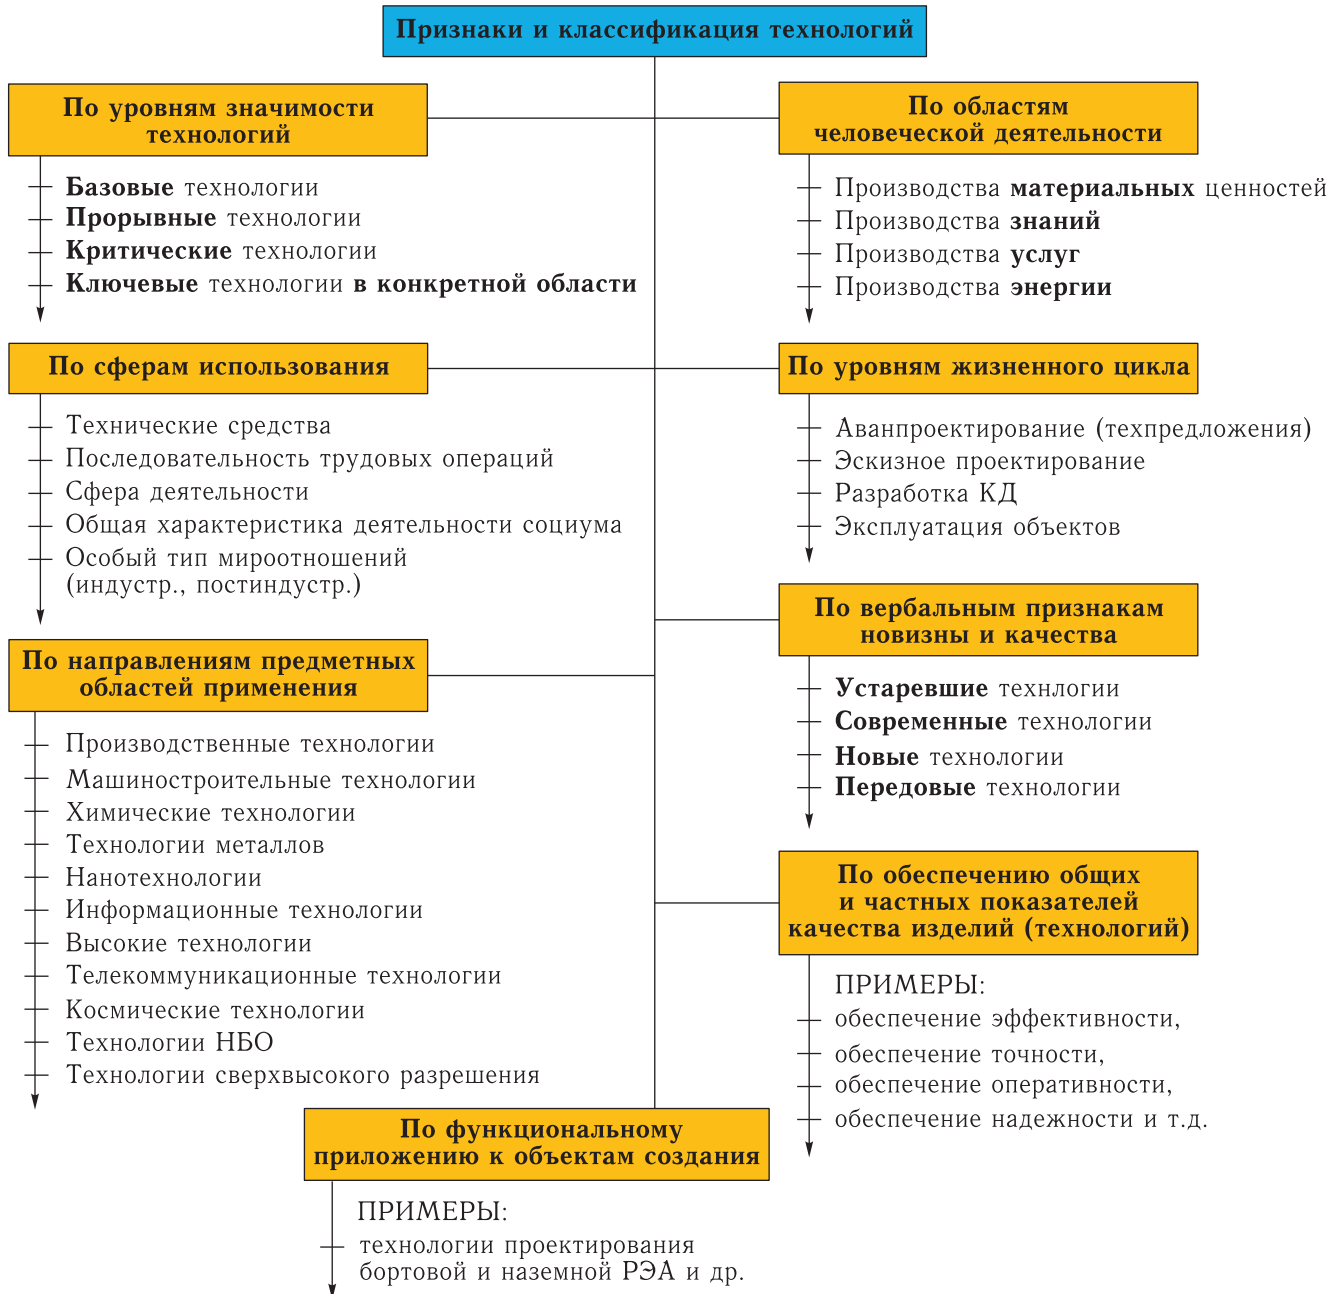 Признаки и классификация технологий
По уровням значимости
технологий
Базовые технологии
Прорывные технологии
Критические технологии
Ключевые технологии в конкретной области
По областям
человеческой деятельности
Производства материальных ценностей
Производства знаний
Производства услуг
Производства энергии
По сферам использования
Технические средства
Последовательность трудовых операций
Сфера деятельности
Общая характеристика деятельности социума
Особый тип мироотношений
(индустр., постиндустр.)
По уровням жизненного цикла
Аванпроектирование (техпредложения)
Эскизное проектирование
Разработка КД
Эксплуатация объектов
По направлениям предметных
областей применения
Производственные технологии
Машиностроительные технологии
Химические технологии
Технологии металлов
Нанотехнологии
Информационные технологии
Высокие технологии
Телекоммуникационные технологии
Космические технологии
Технологии НБО
Технологии сверхвысокого разрешения
По вербальным признакам
новизны и качества
Устаревшие технлогии
Современные технологии
Новые технологии
Передовые технологии
По обеспечению общих
и частных показателей
качества изделий (технологий)
ПРИМЕРЫ:
обеспечение эффективности,
обеспечение точности,
обеспечение оперативности,
обеспечение надежности и т.д.
По функциональному
приложению к объектам создания
ПРИМЕРЫ:
технологии проектирования
бортовой и наземной РЭА и др.